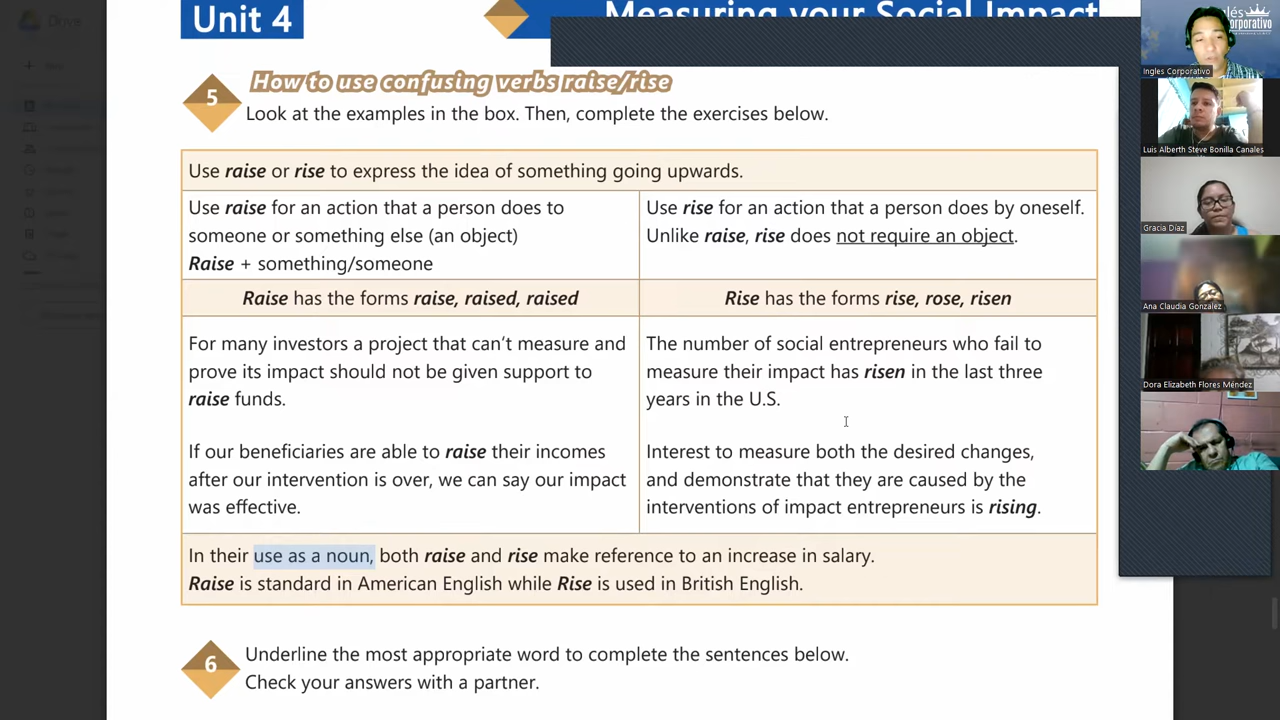 Unit 4
Measuring your Social Impact
How to use confusing verbs raise/rise
5
Look at the examples in the box. Then, complete the exercises below.
Use raise or rise to express the idea of something going upwards.
Use raise for an action that a person does to
someone or something else (an object)
Raise + something/someone
Use rise for an action that a person does by oneself.
Unlike raise, rise does not require an object.
Raise has the forms raise, raised, raised
Rise has the forms rise, rose, risen
For many investors a project that can't measure and
prove its impact should not be given support to
raise funds.
If our beneficiaries are able to raise their incomes
after our intervention is over, we can say our impact
was effective.
The number of social entrepreneurs who fail to
measure their impact has risen in the last three
years in the U.S.
Interest to measure both the desired changes,
and demonstrate that they are caused by the
interventions of impact entrepreneurs is rising.
In their use as a noun, both raise and rise make reference to an increase in salary.
Raise is standard in American English while Rise is used in British English.
6
Underline the most appropriate word to complete the sentences below.
Check your answers with a partner.
Ingles Corporativo
Luis Alberth Steve Bonilla Canales
Gracia Díaz
Ana Claudia Gonzalez
Dora Elizabeth Flores Méndez